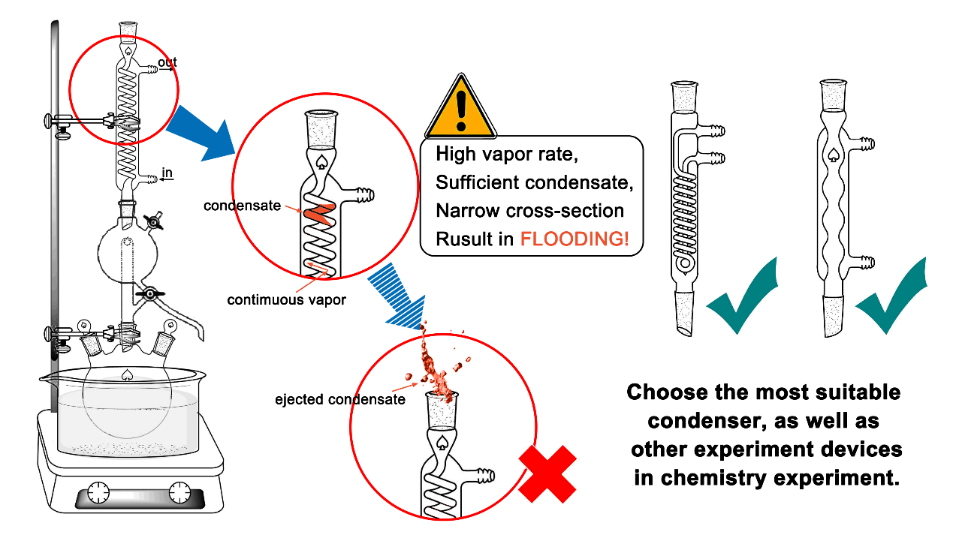 out
in
condensate
contimuous vapor
High vapor rate,
Sufficient condensate,
Narrow cross-section
Rusult in FLOODING!
ejected condensate
Choose the most suitable
condenser, as well as
other experiment devices
in chemistry experiment.